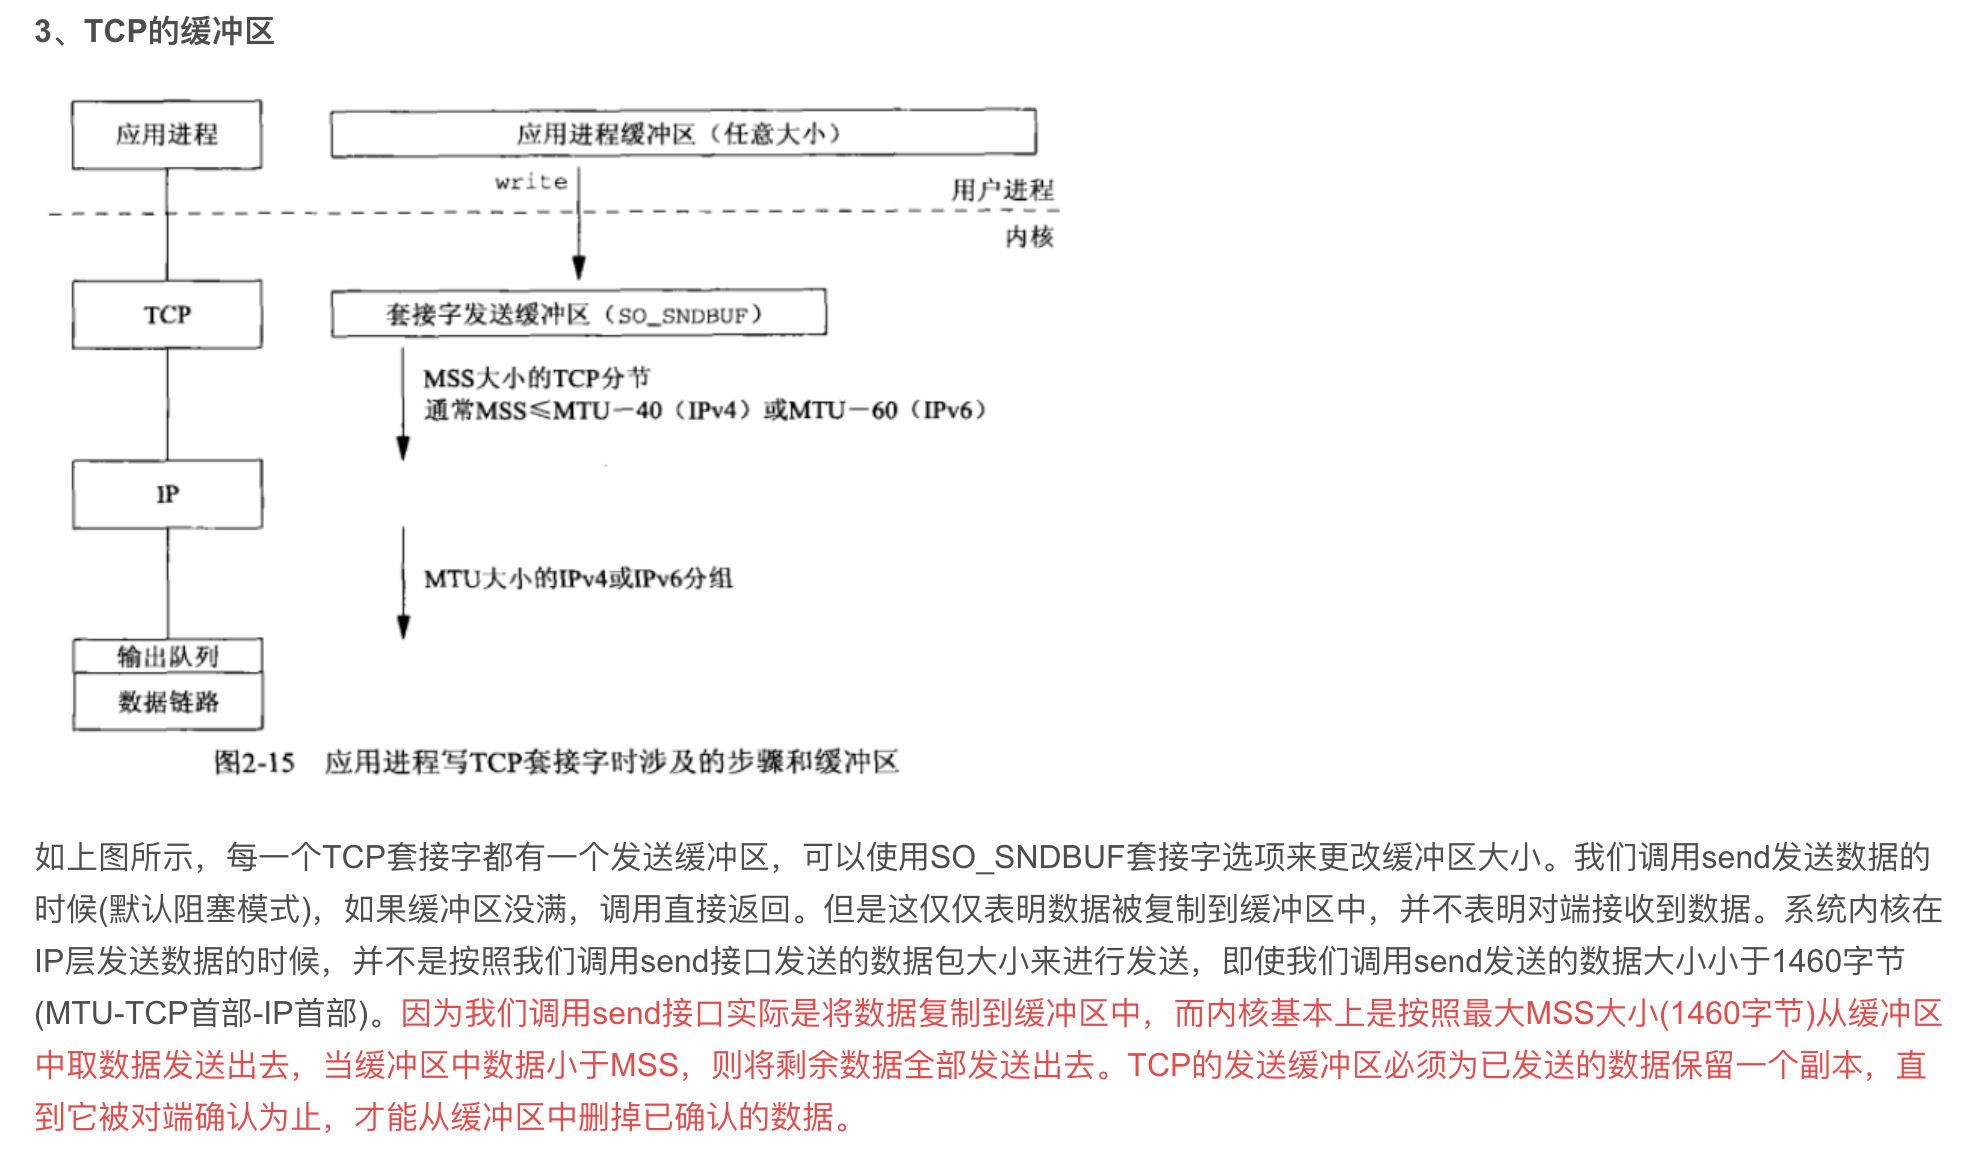 3、TCP的缓冲区
应用进程
应用进程缓冲区（任意大小）
write
用户进程
内核
TCP
套接字发送缓冲区（SO_SNDBUF）
MSS大小的TCP分节
通常MSS≤MTU－40（IPv4）或MTU－60（IPv6）
IP
MTU大小的IPv4或IPv6分组
输出队列
数据链路
图2-15 应用进程写TCP套接字时涉及的步骤和缓冲区
如上图所示，每一个TCP套接字都有一个发送缓冲区，可以使用SO_SNDBUF套接字选项来更改缓冲区大小。我们调用send发送数据的
时候(默认阻塞模式)，如果缓冲区没满，调用直接返回。但是这仅仅表明数据被复制到缓冲区中，并不表明对端接收到数据。系统内核在
IP层发送数据的时候，并不是按照我们调用send接口发送的数据包大小来进行发送，即使我们调用send发送的数据大小小于1460字节
(MTU-TCP首部-IP首部)。因为我们调用send接口实际是将数据复制到缓冲区中，而内核基本上是按照最大MSS大小(1460字节)从缓冲区
中取数据发送出去，当缓冲区中数据小于MSS，则将剩余数据全部发送出去。TCP的发送缓冲区必须为已发送的数据保留一个副本，直
到它被对端确认为止，才能从缓冲区中删掉已确认的数据。